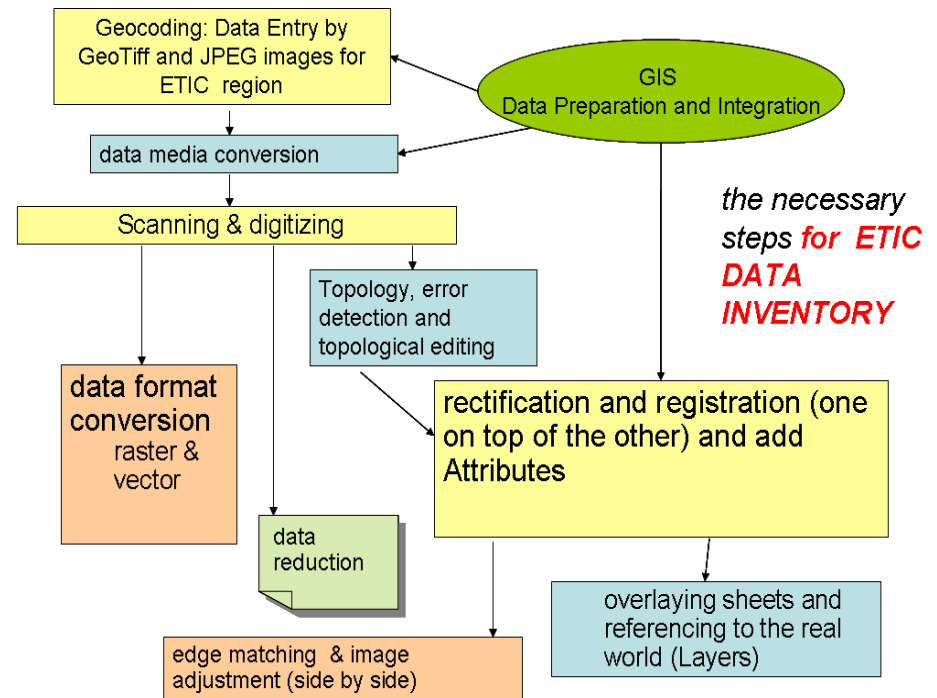 Geocoding: Data Entry by
GeoTiff and JPEG images for
ETIC region
GIS
Data Preparation and Integration
data media conversion
the necessary
steps for ETIC
DATA
INVENTORY
Scanning & digitizing
Topology, error
detection and
topological editing
data format
conversion
raster &
vector
rectification and registration (one
on top of the other) and add
Attributes
data
reduction
overlaying sheets and
referencing to the real
world (Layers)
edge matching & image
adjustment (side by side)